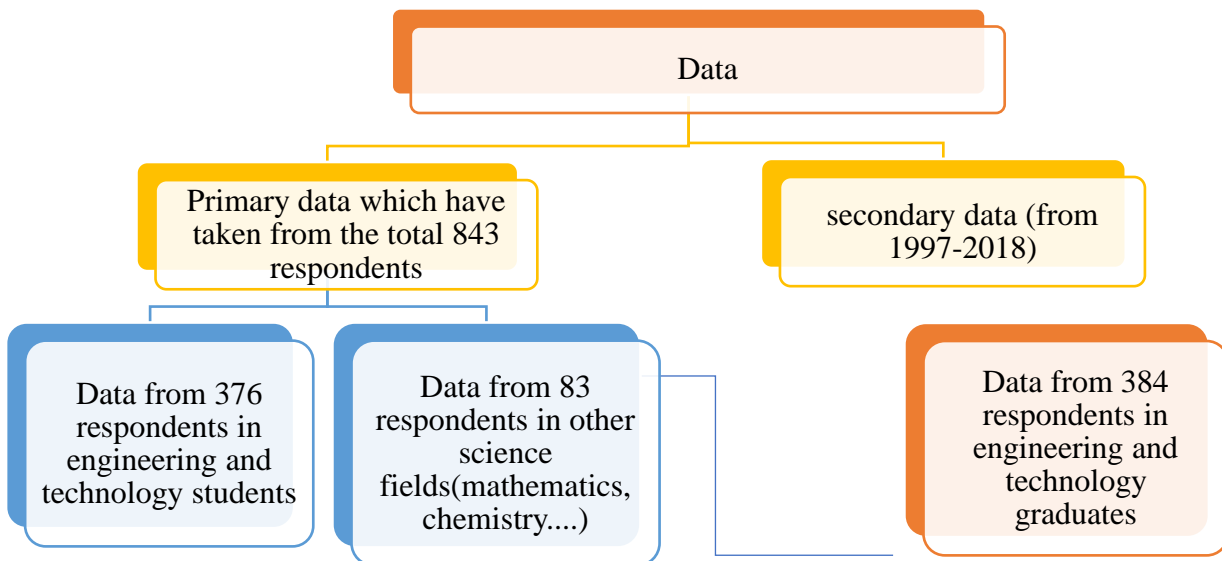 Data
Primary data which have
taken from the total 843
respondents
secondary data (from
1997-2018)
Data from 376
respondents in
engineering and
technology students
Data from 83
respondents in other
science
fields(mathematics,
chemistry....)
Data from 384
respondents in
engineering and
technology
graduates